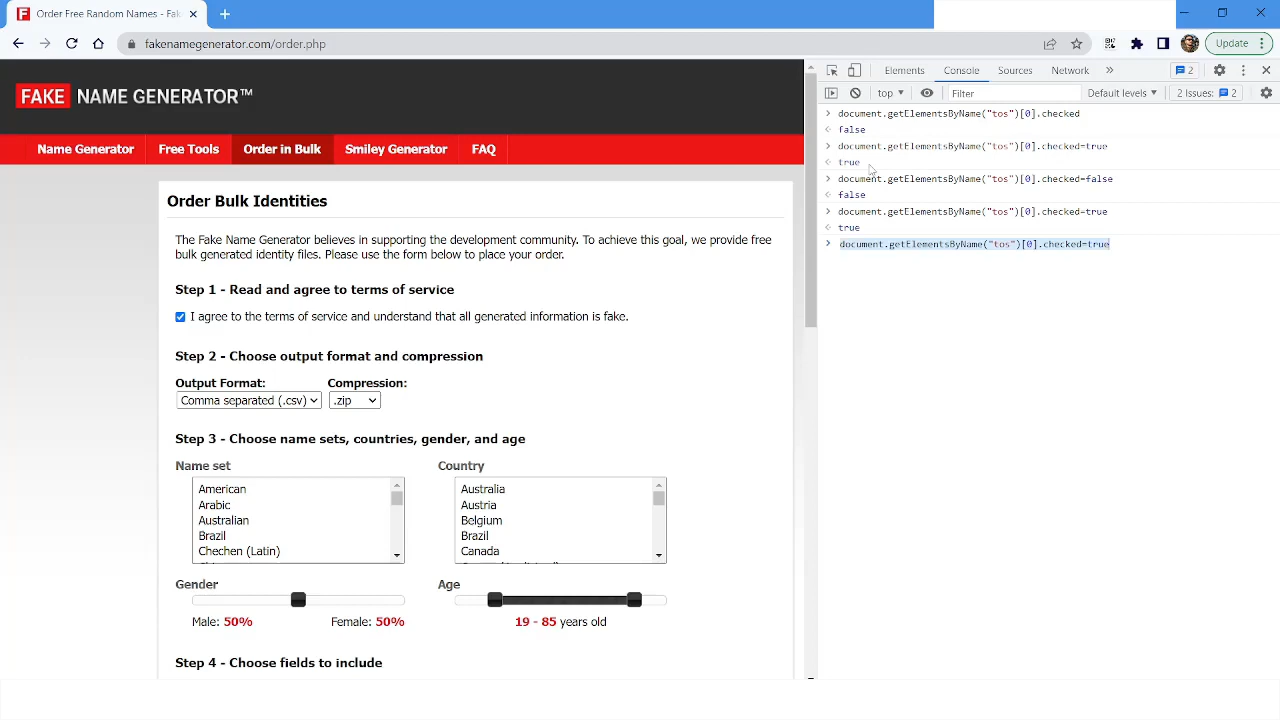 Order Free Random Names - Fak
fakenamegenerator.com/order.php
Update
FAKE NAME GENERATOR™
Name Generator
Free Tools
Order in Bulk
Smiley Generator
FAQ
Order Bulk Identities
The Fake Name Generator believes in supporting the development community. To achieve this goal, we provide free
bulk generated identity files. Please use the form below to place your order.
Step 1 - Read and agree to terms of service
I agree to the terms of service and understand that all generated information is fake.
Step 2 - Choose output format and compression
Output Format: Compression:
Comma separated (.csv) .zip
Step 3 - Choose name sets, countries, gender, and age
Name set
American
Arabic
Australian
Brazil
Chechen (Latin)
Country
Australia
Austria
Belgium
Brazil
Canada
Gender
Male: 50% Female: 50%
Age
19 - 85 years old
Step 4 - Choose fields to include
Elements Console Sources Network » 2
top Filter Default levels 2 Issues: 2
document.getElementsByName("tos")[0].checked
false
document.getElementsByName("tos")[0].checked=true
true
document.getElementsByName("tos")[0].checked=false
false
document.getElementsByName("tos")[0].checked=true
true
document.getElementsByName("tos")[0].checked=true